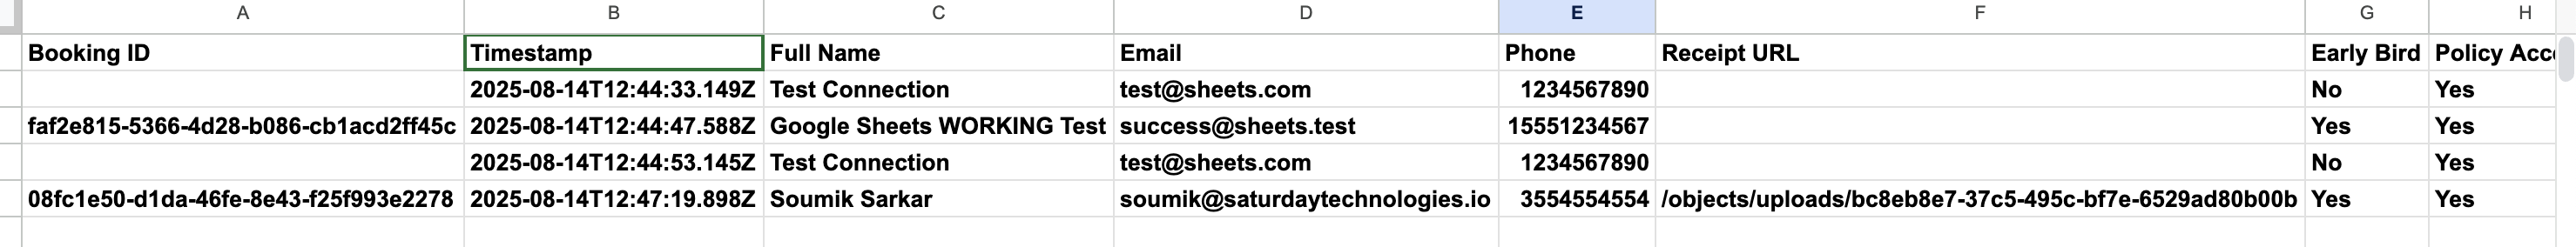 A B C D E F G H
Booking ID Timestamp Full Name Email Phone Receipt URL Early Bird Policy Acc
2025-08-14T12:44:33.149Z Test Connection test@sheets.com 1234567890 No Yes
faf2e815-5366-4d28-b086-cb1acd2ff45c 2025-08-14T12:44:47.588Z Google Sheets WORKING Test success@sheets.test 15551234567 Yes Yes
2025-08-14T12:44:53.145Z Test Connection test@sheets.com 1234567890 No Yes
08fc1e50-d1da-46fe-8e43-f25f993e2278 2025-08-14T12:47:19.898Z Soumik Sarkar soumik@saturdaytechnologies.io 3554554554 /objects/uploads/bc8eb8e7-37c5-495c-bf7e-6529ad80b00b Yes Yes